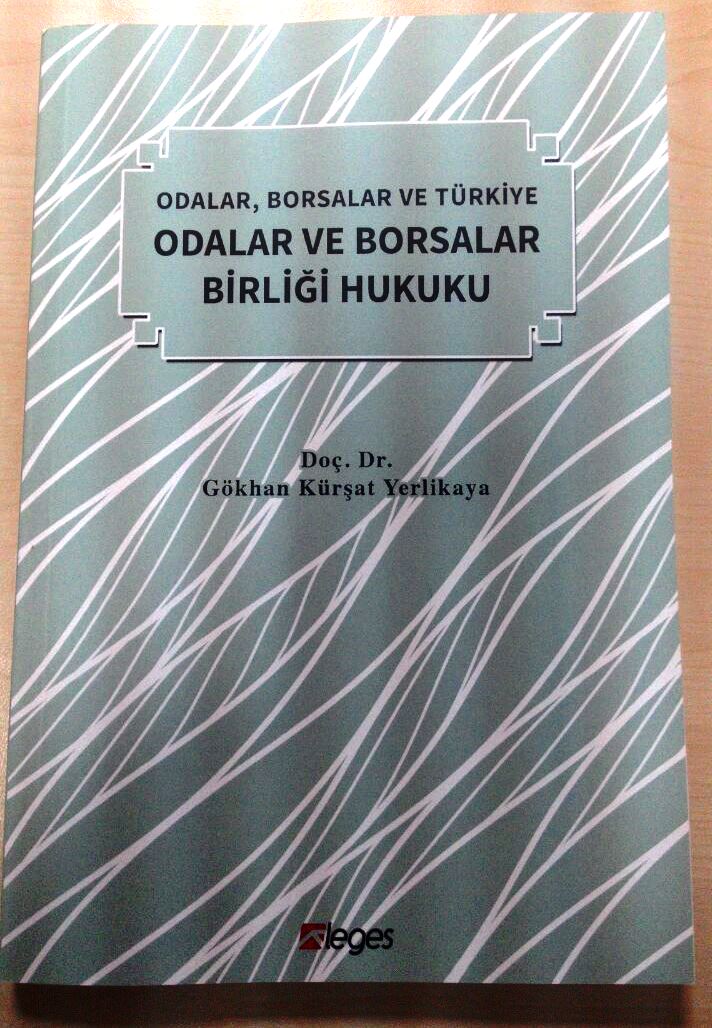 ODALAR, BORSALAR VE TÜRKİYE
ODALAR VE BORSALAR
BİRLİĞİ HUKUKU
Doç. Dr.
Gökhan Kürşat Yerlikaya
leges